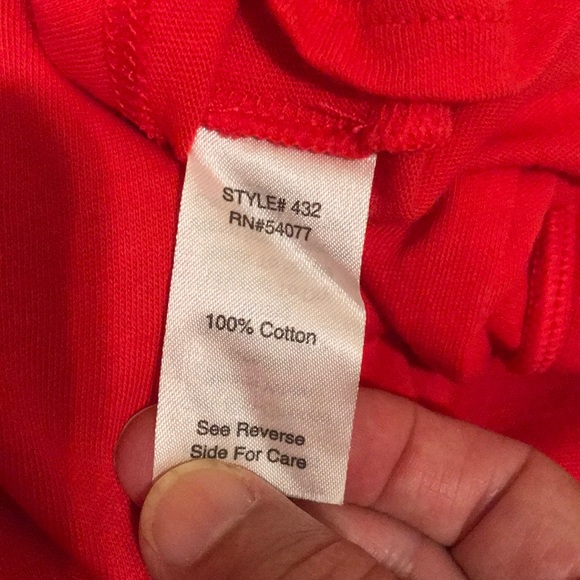 STYLE# 432
RN#54077
100% Cotton
See Reverse
Side For Care